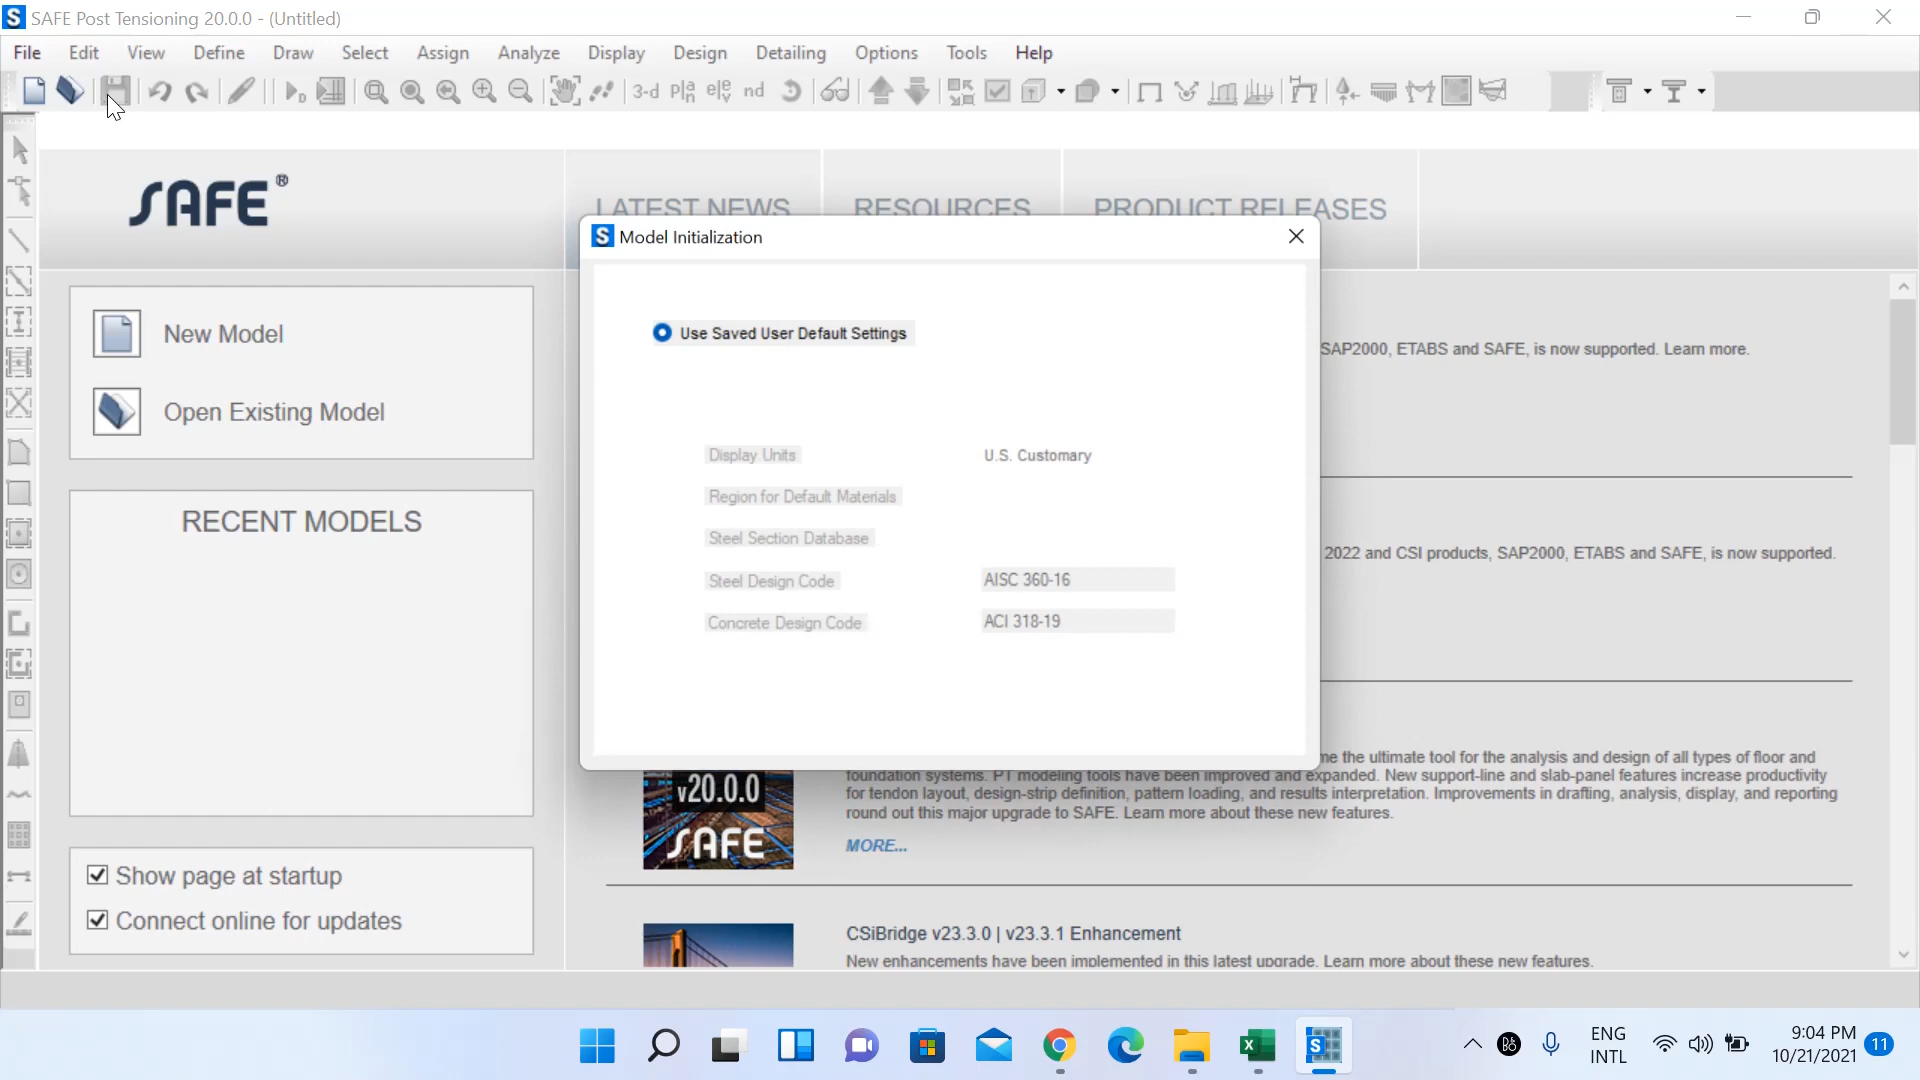 SAFE Post Tensioning 20.0.0 - (Untitled)
File Edit View Define Draw Select Assign Analyze Display Design Detailing Options Tools Help
3-d nd
SAFE®
LATEST NEWS RESOURCES PRODUCT RELEASES
Model Initialization
Use Saved User Default Settings
Display Units U.S. Customary
Region for Default Materials
Steel Section Database
Steel Design Code AISC 360-16
Concrete Design Code ACI 318-19
New Model
Open Existing Model
RECENT MODELS
Show page at startup
Connect online for updates
SAP2000, ETABS and SAFE, is now supported. Learn more.
2022 and CSI products, SAP2000, ETABS and SAFE, is now supported.
me the ultimate tool for the analysis and design of all types of floor and
foundation systems. PT modeling tools have been improved and expanded. New support-line and slab-panel features increase productivity
for tendon layout, design-strip definition, pattern loading, and results interpretation. Improvements in drafting, analysis, display, and reporting
round out this major upgrade to SAFE. Learn more about these new features.
MORE...
v20.0.0
SAFE
CSiBridge v23.3.0 | v23.3.1 Enhancement
New enhancements have been implemented in this latest upgrade. Learn more about these new features.
ENG
INTL
9:04 PM
10/21/2021
11